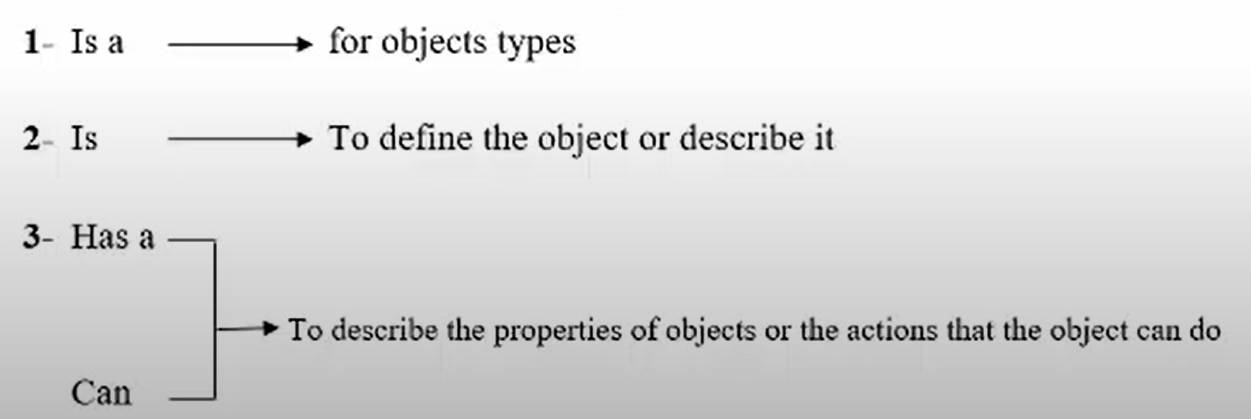 1- Is a for objects types
2- Is To define the object or describe it
3- Has a
To describe the properties of objects or the actions that the object can do
Can